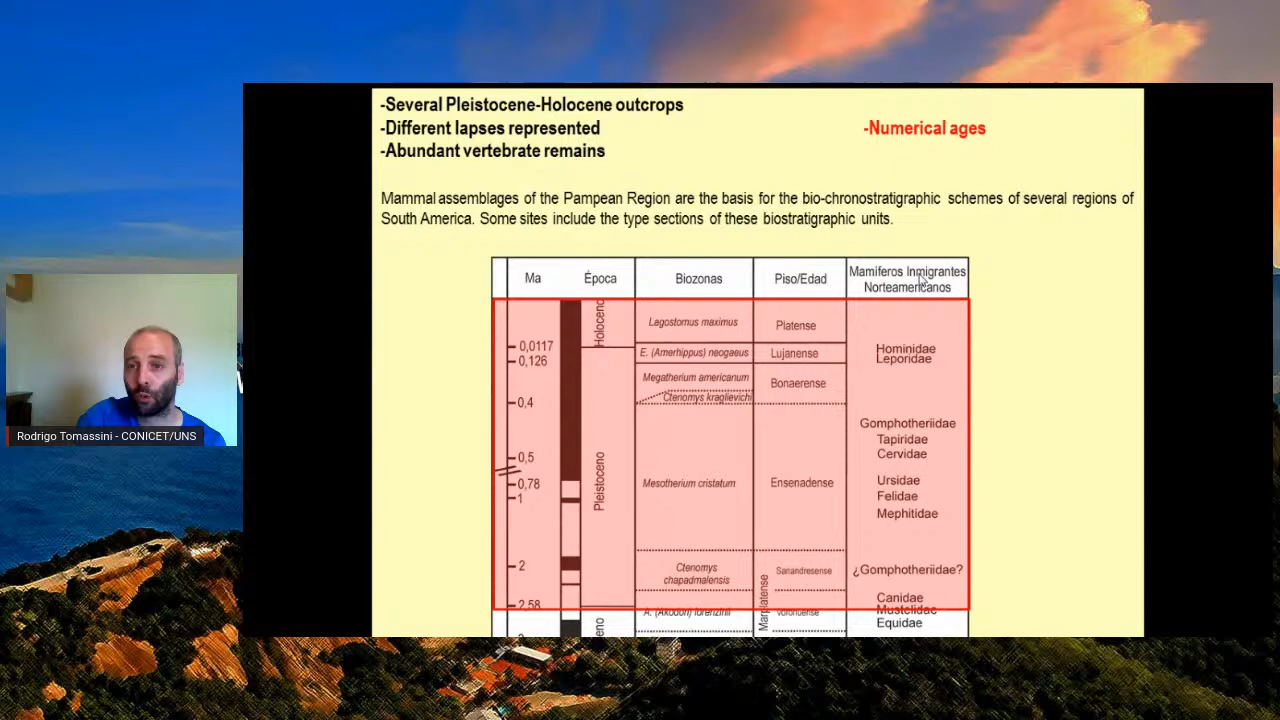 -Several Pleistocene-Holocene outcrops
-Different lapses represented
-Numerical ages
-Abundant vertebrate remains
Mammal assemblages of the Pampean Region are the basis for the bio-chronostratigraphic schemes of several regions of
South America. Some sites include the type sections of these biostratigraphic units.
Ma
Época
Biozonas
Piso/Edad
Mamíferos Inmigrantes
Norteamericanos
Holoceno
Lagostomus maximus
Platense
0,0117
0,126
E. (Amerhippus) neogaeus
Lujanense
Hominidae
Leporidae
Megatherium americanum
Bonaerense
Ctenomys kraglievichi
0,4
Gomphotheriidae
Tapiridae
Cervidae
0,5
0,78
1
Pleistoceno
Mesotherium cristatum
Ensenadense
Ursidae
Felidae
Mephitidae
2
Ctenomys
chapadmalensis
Sanandresense
¿Gomphotheriidae?
Marplatense
2,58
Canidae
Mustelidae
Equidae
A. (Akodon) lorenzinii
Vorohuense
eno
Rodrigo Tomassini - CONICET/UNS